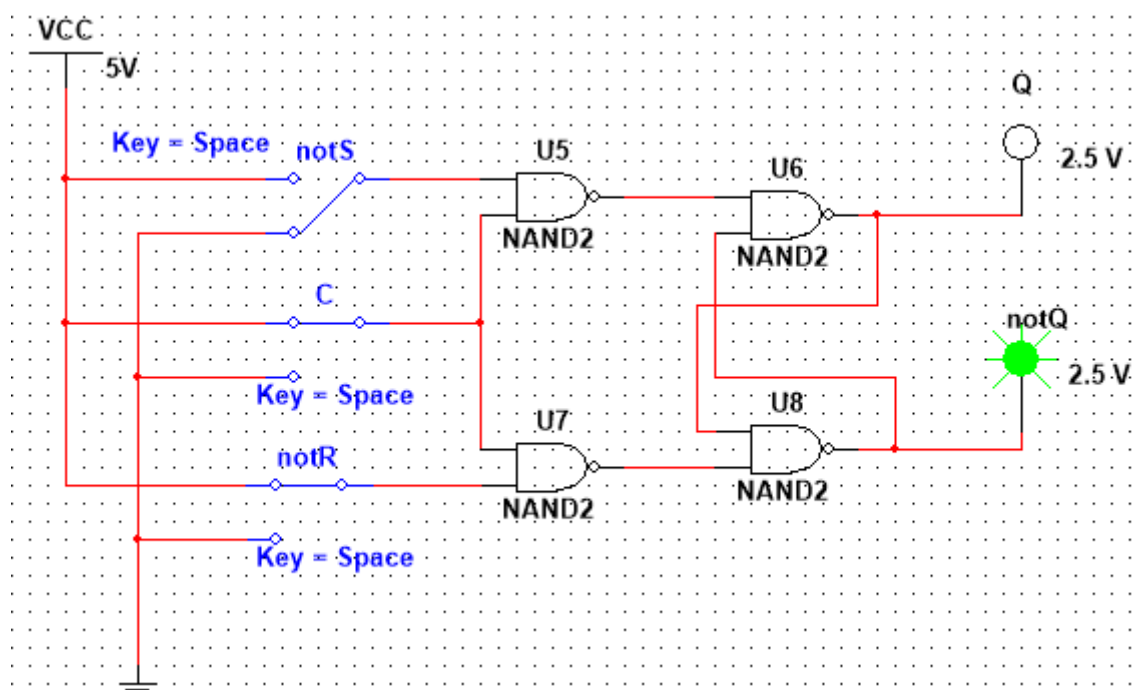 VCC
5V
Key = Space
notS
U5
NAND2
U6
NAND2
Q
2.5 V
C
Key = Space
notQ
2.5 V
U7
NAND2
U8
NAND2
notR
Key = Space